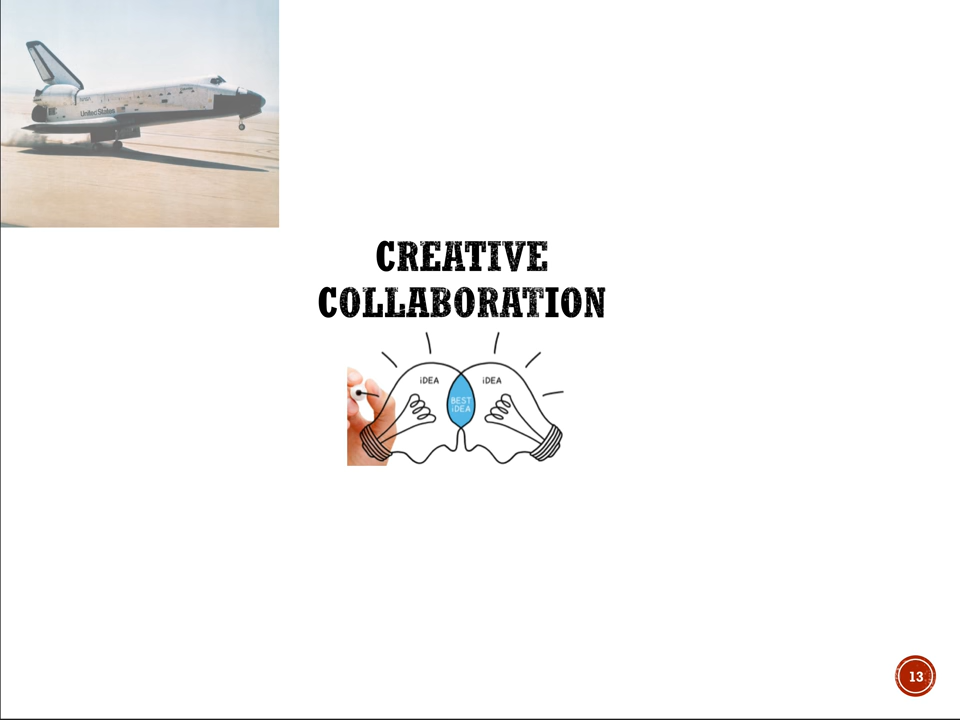 United States
CREATIVE
COLLABORATION
iDEA
iDEA
BEST
iDEA
13